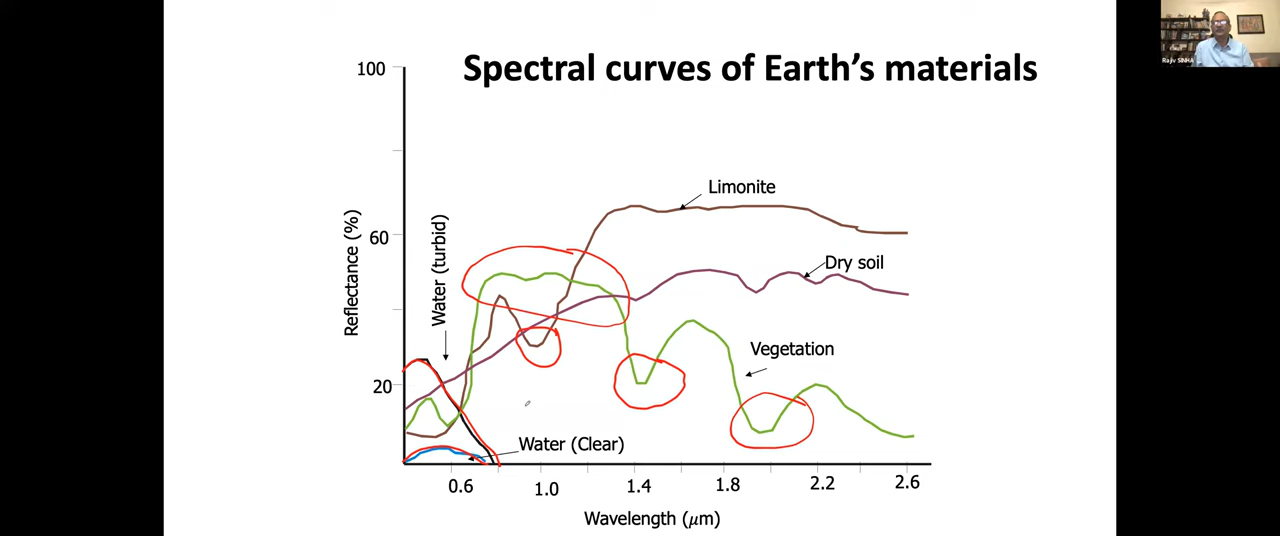 Spectral curves of Earth's materials
Rajiv SINHA
100
60
20
Reflectance (%)
Water (turbid)
Limonite
Dry soil
Vegetation
Water (Clear)
0.6 1.0 1.4 1.8 2.2 2.6
Wavelength (μm)